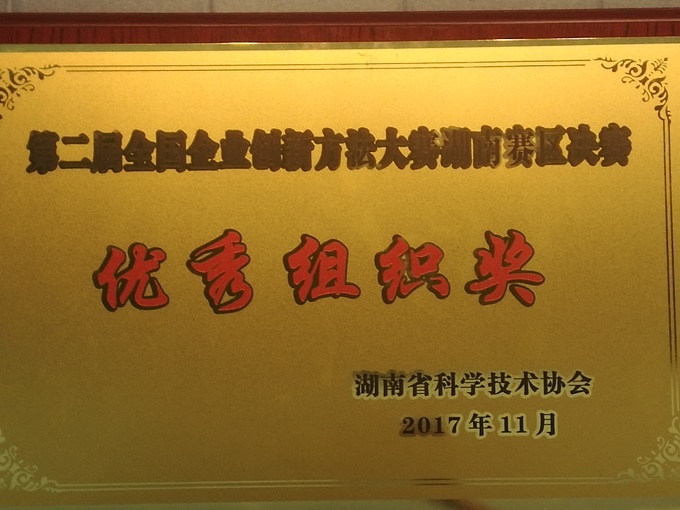 第二届全国企业创新方法大赛湖南赛区决赛
优秀组织奖
湖南省科学技术协会
2017年11月